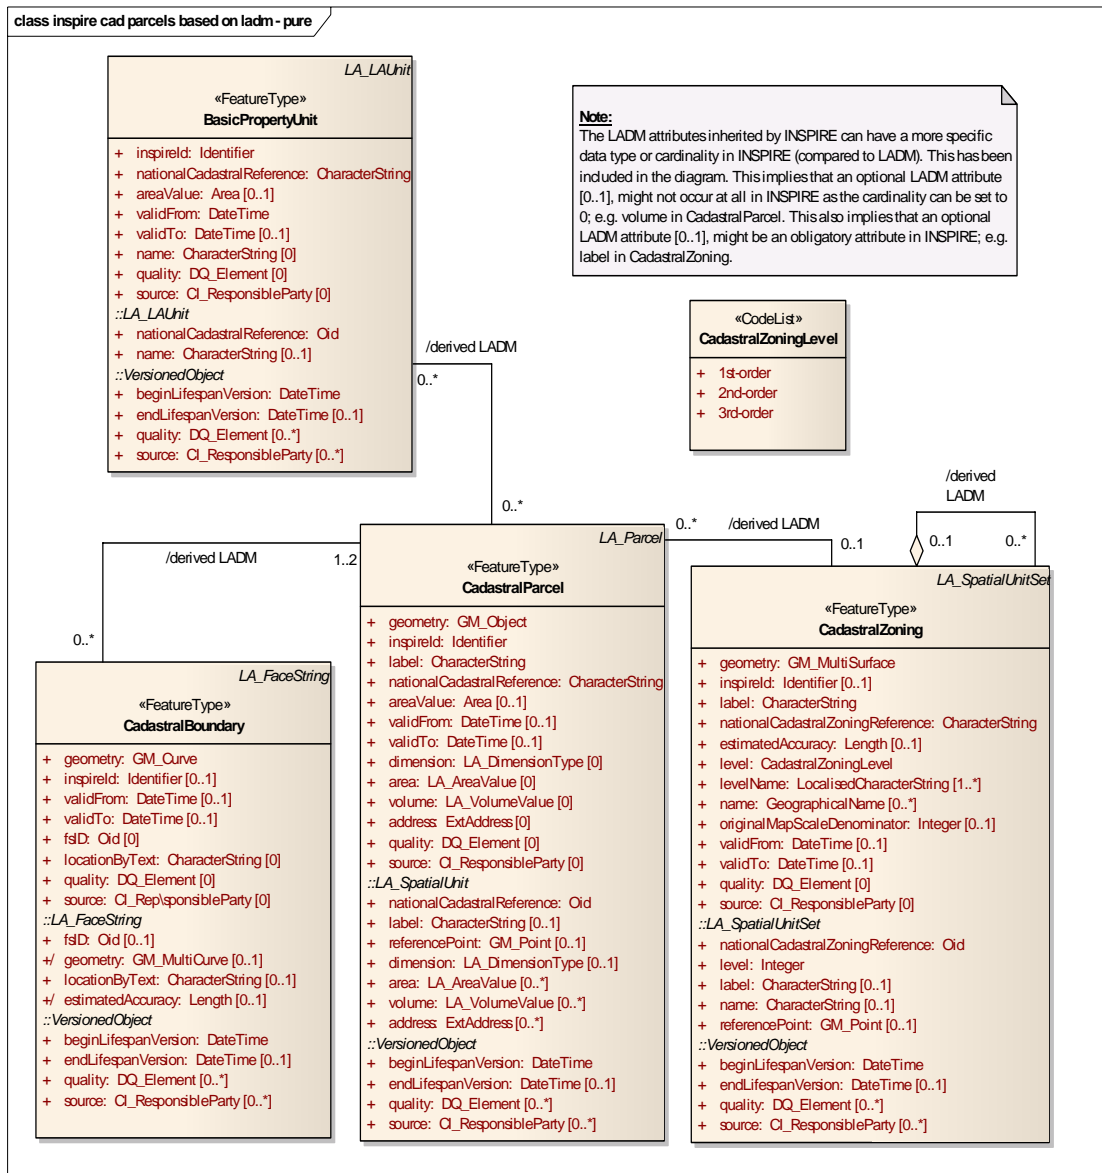 class inspire cad parcels based on ladm - pure
LA_LAUnit
«FeatureType»
BasicPropertyUnit
+ inspireId: Identifier
+ nationalCadastralReference: CharacterString
+ areaValue: Area [0..1]
+ validFrom: DateTime
+ validTo: DateTime [0..1]
+ name: CharacterString [0]
+ quality: DQ_Element [0]
+ source: CI_ResponsibleParty [0]
::LA_LAUnit
+ nationalCadastralReference: Oid
+ name: CharacterString [0..1]
::VersionedObject
+ beginLifespanVersion: DateTime
+ endLifespanVersion: DateTime [0..1]
+ quality: DQ_Element [0..*]
+ source: CI_ResponsibleParty [0..*]
Note:
The LADM attributes inherited by INSPIRE can have a more specific
data type or cardinality in INSPIRE (compared to LADM). This has been
included in the diagram. This implies that an optional LADM attribute
[0..1], might not occur at all in INSPIRE as the cardinality can be set to
0; e.g. volume in CadastralParcel. This also implies that an optional
LADM attribute [0..1], might be an obligatory attribute in INSPIRE; e.g.
label in CadastralZoning.
«CodeList»
CadastralZoningLevel
+ 1st-order
+ 2nd-order
+ 3rd-order
/derived LADM
0..*
0..*
/derived LADM
1..2
0..*
0..*
/derived LADM
0..1
/derived
LADM
0..1
0..*
LA_FaceString
«FeatureType»
CadastralBoundary
+ geometry: GM_Curve
+ inspireId: Identifier [0..1]
+ validFrom: DateTime [0..1]
+ validTo: DateTime [0..1]
+ fsID: Oid [0]
+ locationByText: CharacterString [0]
+ quality: DQ_Element [0]
+ source: CI_Rep\sponsibleParty [0]
::LA_FaceString
+ fsID: Oid [0..1]
+/ geometry: GM_MultiCurve [0..1]
+ locationByText: CharacterString [0..1]
+/ estimatedAccuracy: Length [0..1]
::VersionedObject
+ beginLifespanVersion: DateTime
+ endLifespanVersion: DateTime [0..1]
+ quality: DQ_Element [0..*]
+ source: CI_ResponsibleParty [0..*]
LA_Parcel
«FeatureType»
CadastralParcel
+ geometry: GM_Object
+ inspireId: Identifier
+ label: CharacterString
+ nationalCadastralReference: CharacterString
+ areaValue: Area [0..1]
+ validFrom: DateTime [0..1]
+ validTo: DateTime [0..1]
+ dimension: LA_DimensionType [0]
+ area: LA_AreaValue [0]
+ volume: LA_VolumeValue [0]
+ address: ExtAddress [0]
+ quality: DQ_Element [0]
+ source: CI_ResponsibleParty [0]
::LA_SpatialUnit
+ nationalCadastralReference: Oid
+ label: CharacterString [0..1]
+ referencePoint: GM_Point [0..1]
+ dimension: LA_DimensionType [0..1]
+ area: LA_AreaValue [0..*]
+ volume: LA_VolumeValue [0..*]
+ address: ExtAddress [0..*]
::VersionedObject
+ beginLifespanVersion: DateTime
+ endLifespanVersion: DateTime [0..1]
+ quality: DQ_Element [0..*]
+ source: CI_ResponsibleParty [0..*]
LA_SpatialUnitSet
«FeatureType»
CadastralZoning
+ geometry: GM_MultiSurface
+ inspireId: Identifier [0..1]
+ label: CharacterString
+ nationalCadastralZoningReference: CharacterString
+ estimatedAccuracy: Length [0..1]
+ level: CadastralZoningLevel
+ levelName: LocalisedCharacterString [1..*]
+ name: GeographicalName [0..*]
+ originalMapScaleDenominator: Integer [0..1]
+ validFrom: DateTime [0..1]
+ validTo: DateTime [0..1]
+ quality: DQ_Element [0]
+ source: CI_ResponsibleParty [0]
::LA_SpatialUnitSet
+ nationalCadastralZoningReference: Oid
+ level: Integer
+ label: CharacterString [0..1]
+ name: CharacterString [0..1]
+ referencePoint: GM_Point [0..1]
::VersionedObject
+ beginLifespanVersion: DateTime
+ endLifespanVersion: DateTime [0..1]
+ quality: DQ_Element [0..*]
+ source: CI_ResponsibleParty [0..*]